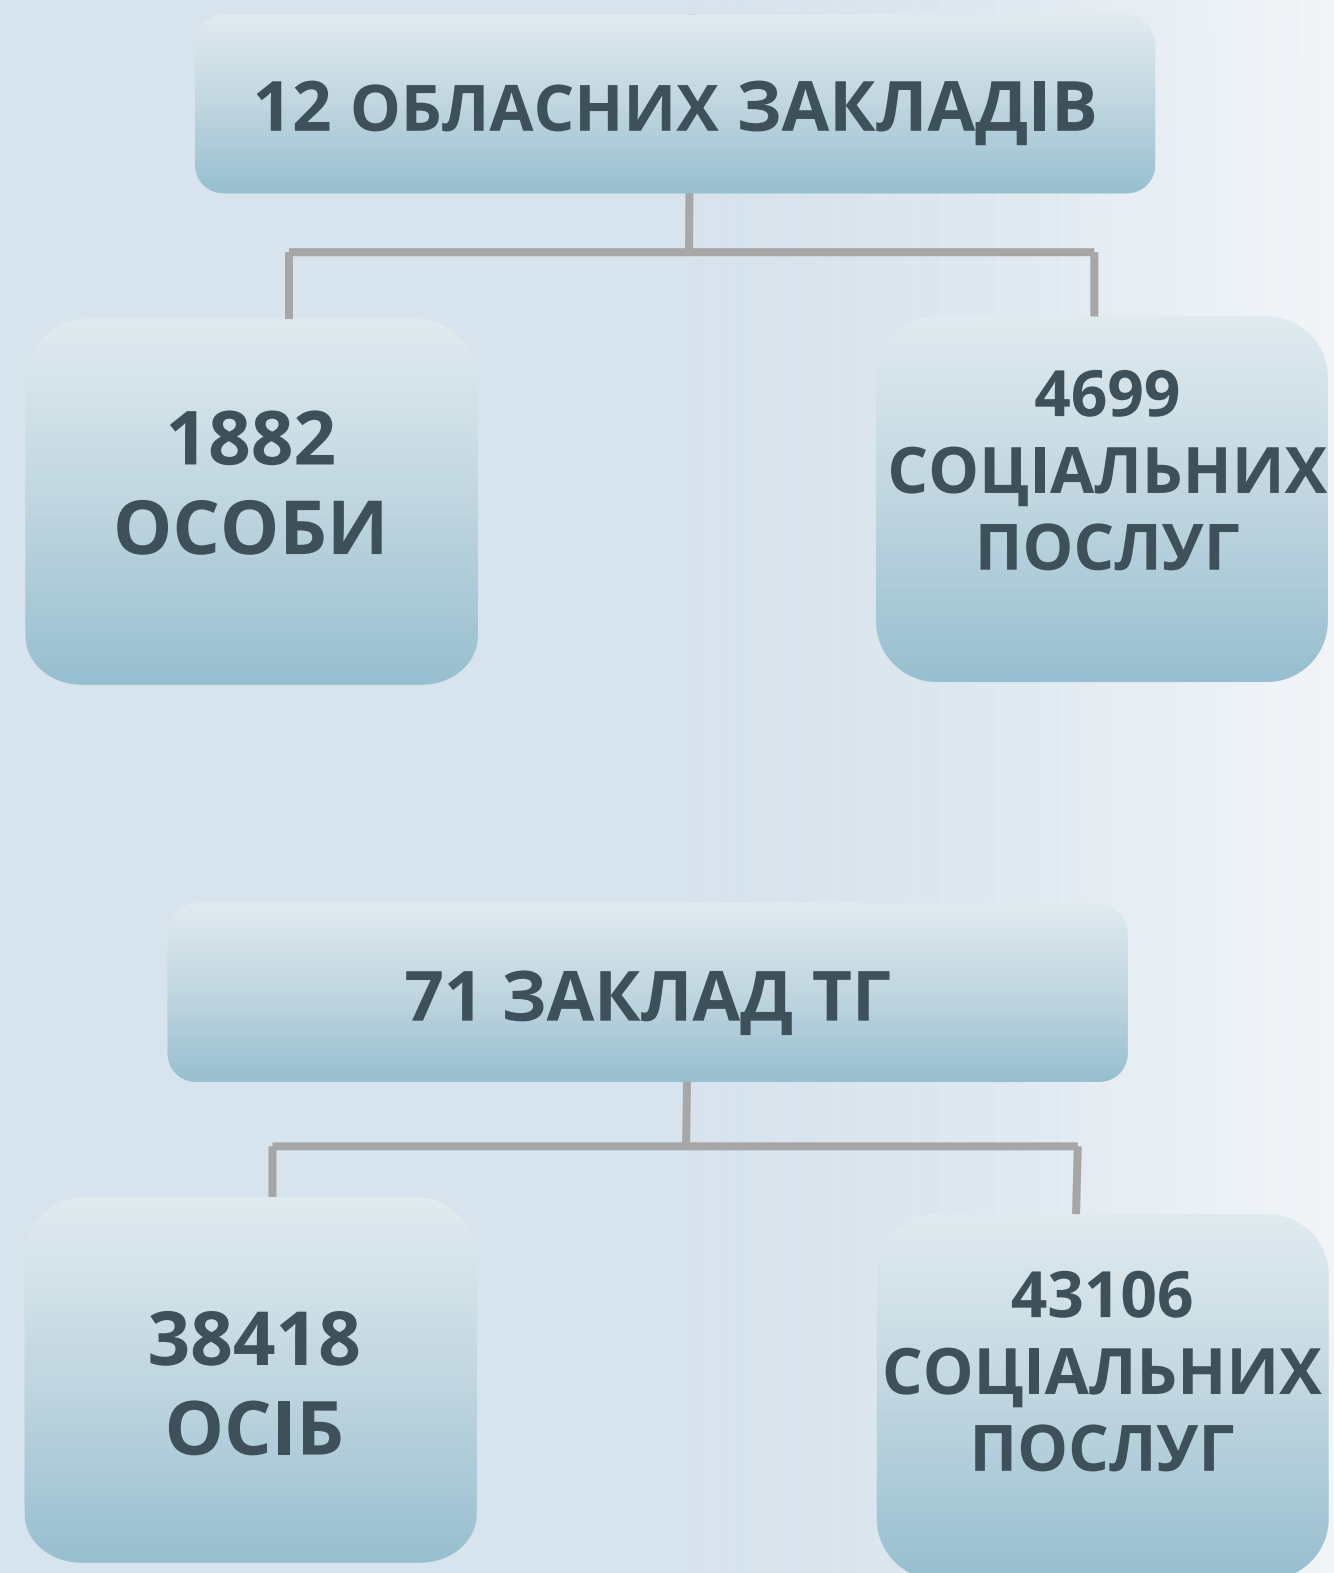 12 ОБЛАСНИХ ЗАКЛАДІВ
1882
ОСОБИ
4699
СОЦІАЛЬНИХ
ПОСЛУГ
71 ЗАКЛАД ТГ
38418
ОСІБ
43106
СОЦІАЛЬНИХ
ПОСЛУГ